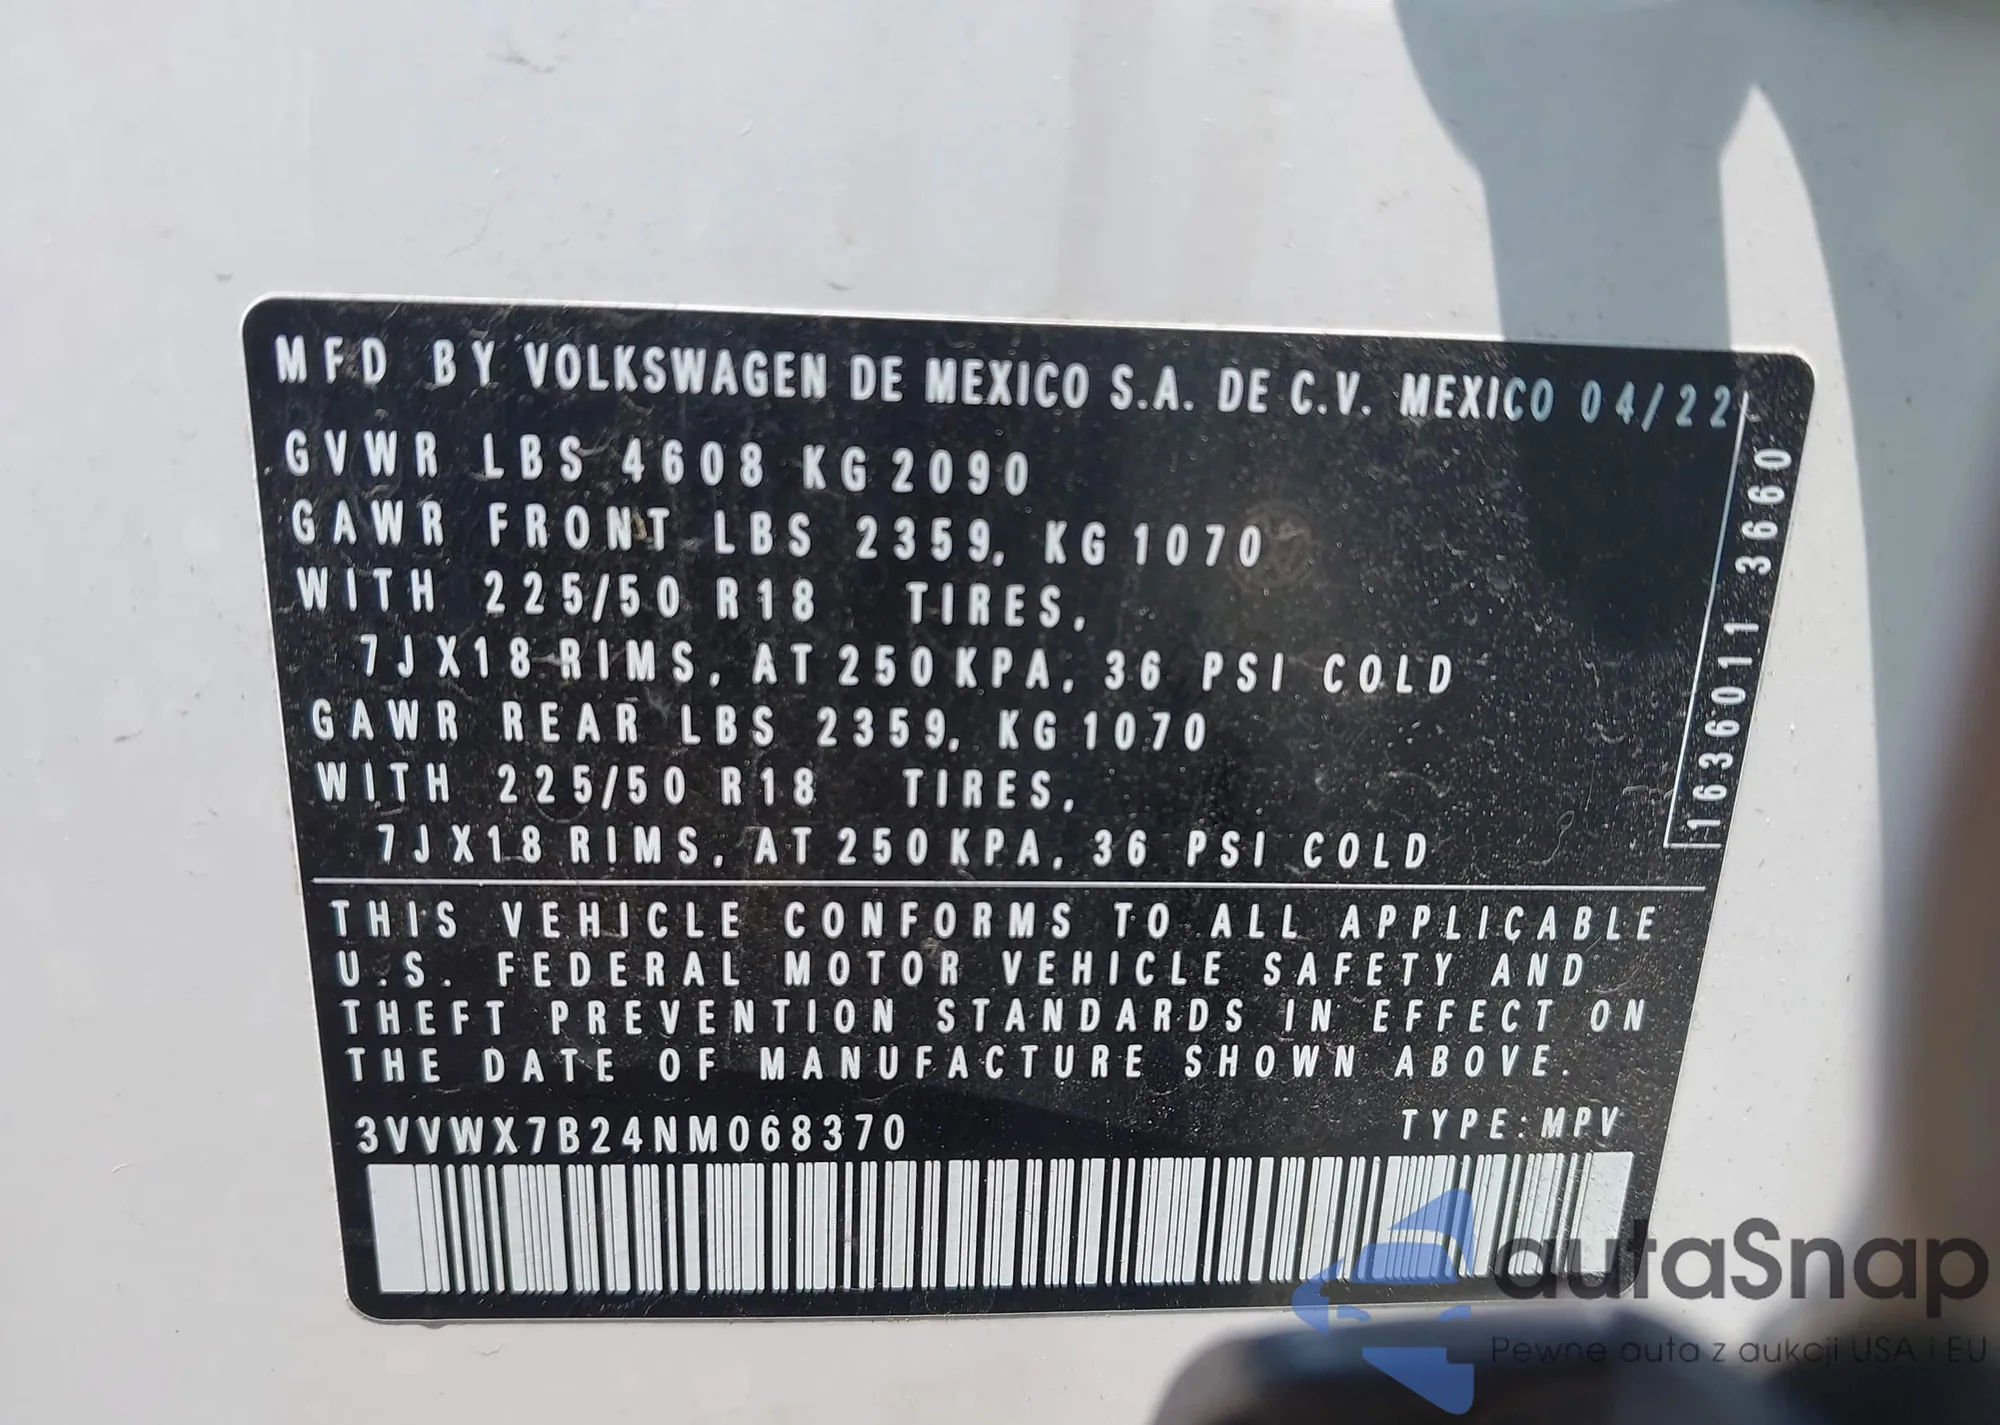 MFD BY VOLKSWAGEN DE MEXICO S.A. DE C.V. MEXICO 04/22
GVWR LBS 4608 KG 2090
GAWR FRONT LBS 2359, KG 1070
WITH 225/50 R18 TIRES,
7JX18 RIMS, AT 250 KPA, 36 PSI COLD
GAWR REAR LBS 2359, KG 1070
WITH 225/50 R18 TIRES,
7JX18 RIMS, AT 250 KPA, 36 PSI COLD
1636011 3660
THIS VEHICLE CONFORMS TO ALL APPLICABLE
U.S. FEDERAL MOTOR VEHICLE SAFETY AND
THEFT PREVENTION STANDARDS IN EFFECT ON
THE DATE OF MANUFACTURE SHOWN ABOVE.
3VVWX7B24NM068370 TYPE: MPV
autaSnap
Pewne auta z aukcji USA i EU